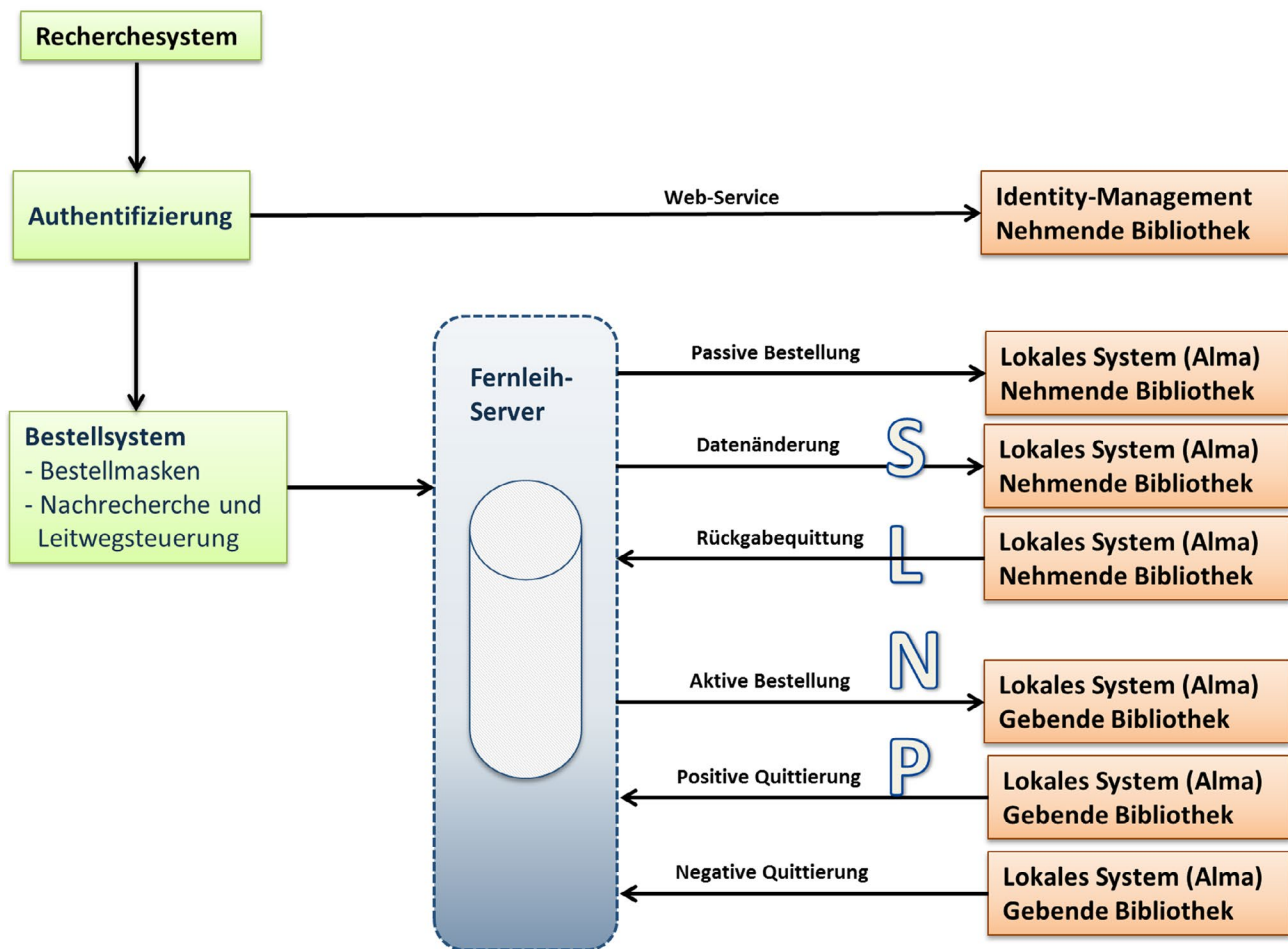 Recherchesystem
Authentifizierung
Web-Service
Identity-Management
Nehmende Bibliothek
Bestellsystem
- Bestellmasken
- Nachrecherche und
Leitwegsteuerung
Fernleih-
Server
Passive Bestellung
Lokales System (Alma)
Nehmende Bibliothek
Datenänderung
Lokales System (Alma)
Nehmende Bibliothek
Rückgabequittung
Lokales System (Alma)
Nehmende Bibliothek
Aktive Bestellung
Lokales System (Alma)
Gebende Bibliothek
Positive Quittierung
Lokales System (Alma)
Gebende Bibliothek
Negative Quittierung
Lokales System (Alma)
Gebende Bibliothek
S
L
N
P